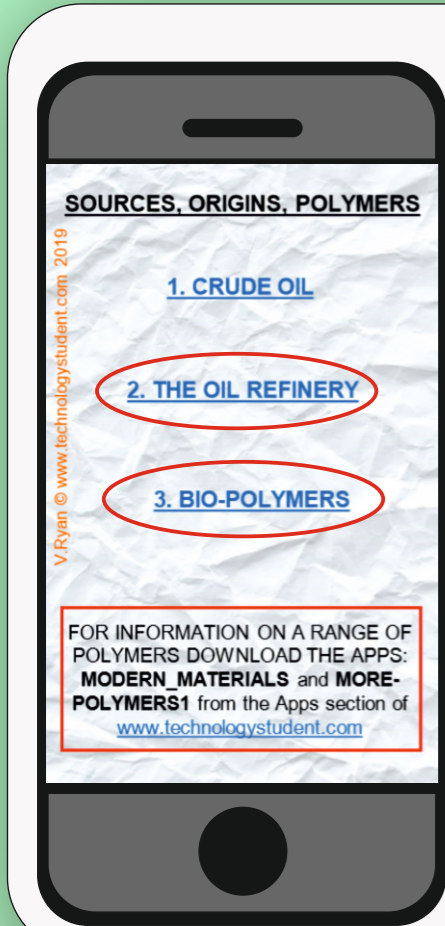 SOURCES, ORIGINS, POLYMERS
V.Ryan © www.technologystudent.com 2019
1. CRUDE OIL
2. THE OIL REFINERY
3. BIO-POLYMERS
FOR INFORMATION ON A RANGE OF
POLYMERS DOWNLOAD THE APPS:
MODERN_MATERIALS and MORE-
POLYMERS1 from the Apps section of
www.technologystudent.com